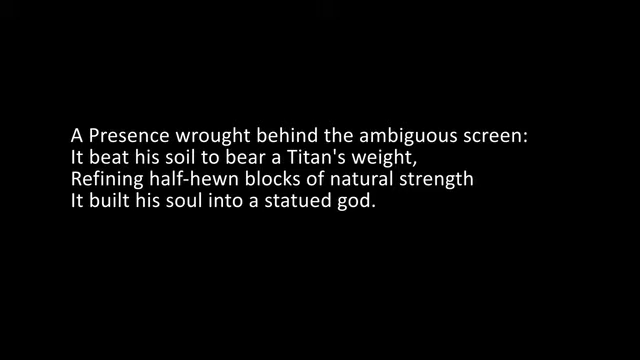 A Presence wrought behind the ambiguous screen:
It beat his soil to bear a Titan's weight,
Refining half-hewn blocks of natural strength
It built his soul into a statued god.